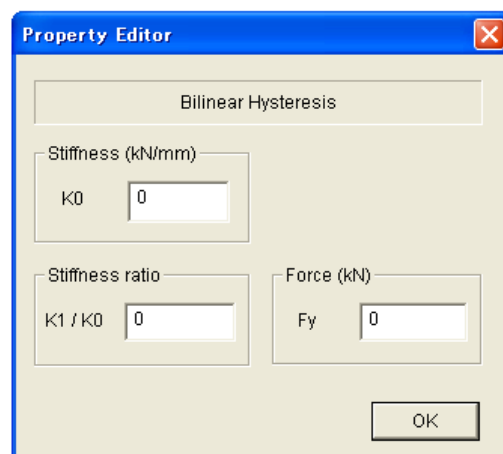 Property Editor
Bilinear Hysteresis
Stiffness (kN/mm)
K0 0
Stiffness ratio Force (kN)
K1 / K0 0 Fy 0
OK